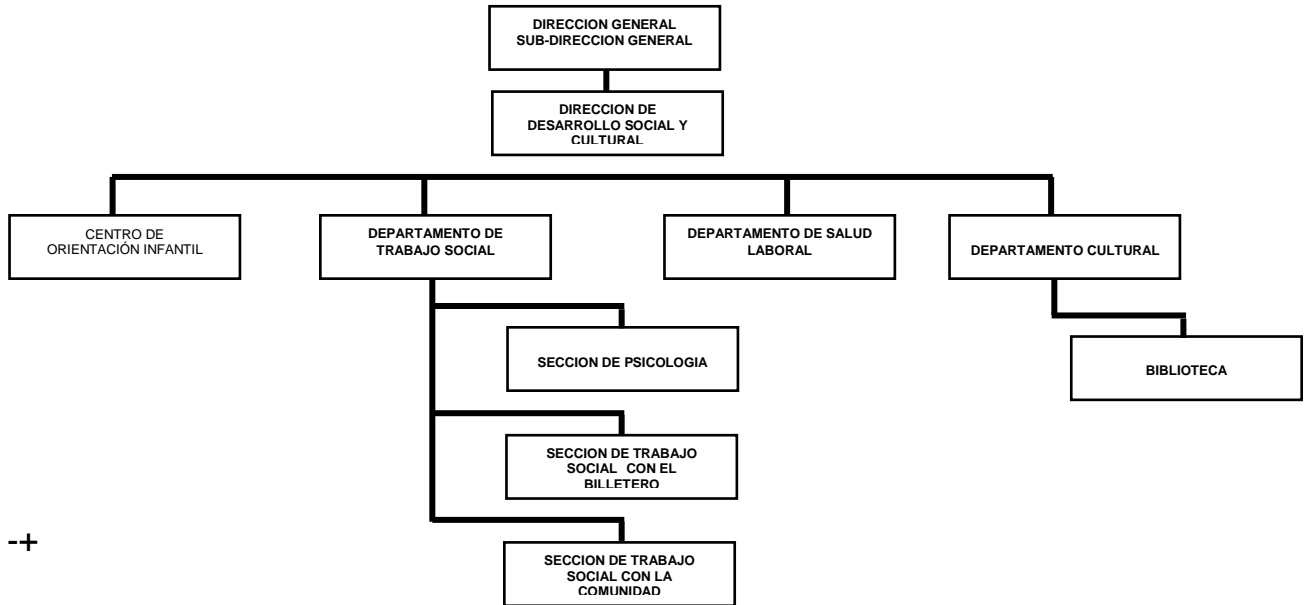 DIRECCION GENERAL
SUB-DIRECCION GENERAL
DIRECCION DE
DESARROLLO SOCIAL Y
CULTURAL
CENTRO DE
ORIENTACIÓN INFANTIL
DEPARTAMENTO DE
TRABAJO SOCIAL
DEPARTAMENTO DE SALUD
LABORAL
DEPARTAMENTO CULTURAL
SECCION DE PSICOLOGIA
BIBLIOTECA
SECCION DE TRABAJO
SOCIAL CON EL
BILLETERO
-+
SECCION DE TRABAJO
SOCIAL CON LA
COMUNIDAD